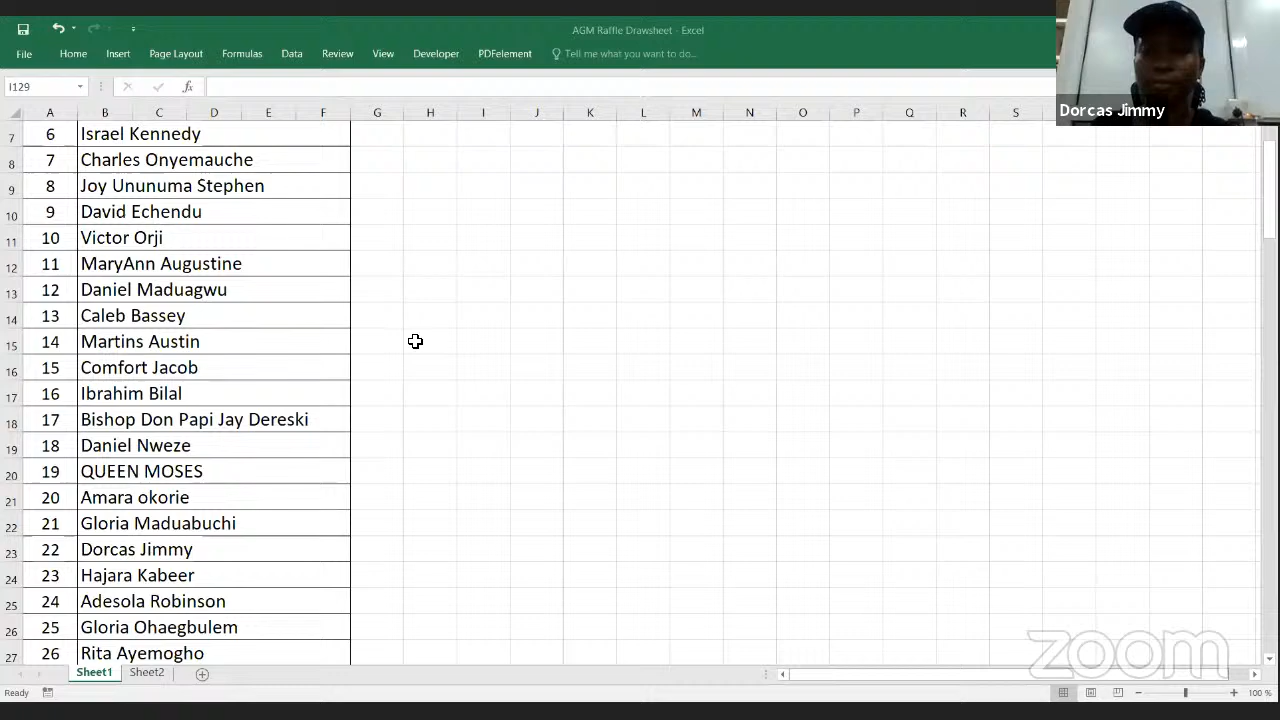 AGM Raffle Drawsheet - Excel
File Home Insert Page Layout Formulas Data Review View Developer PDFelement Tell me what you want to do...
I129 fx
Dorcas Jimmy
A B C D E F G H I J K L M N O P Q R S
7 6 Israel Kennedy
8 7 Charles Onyemauche
9 8 Joy Ununuma Stephen
10 9 David Echendu
11 10 Victor Orji
12 11 MaryAnn Augustine
13 12 Daniel Maduagwu
14 13 Caleb Bassey
15 14 Martins Austin
16 15 Comfort Jacob
17 16 Ibrahim Bilal
18 17 Bishop Don Papi Jay Dereski
19 18 Daniel Nweze
20 19 QUEEN MOSES
21 20 Amara okorie
22 21 Gloria Maduabuchi
23 22 Dorcas Jimmy
24 23 Hajara Kabeer
25 24 Adesola Robinson
26 25 Gloria Ohaegbulem
27 26 Rita Ayemogho
zoom
Sheet1 Sheet2
Ready 100 %